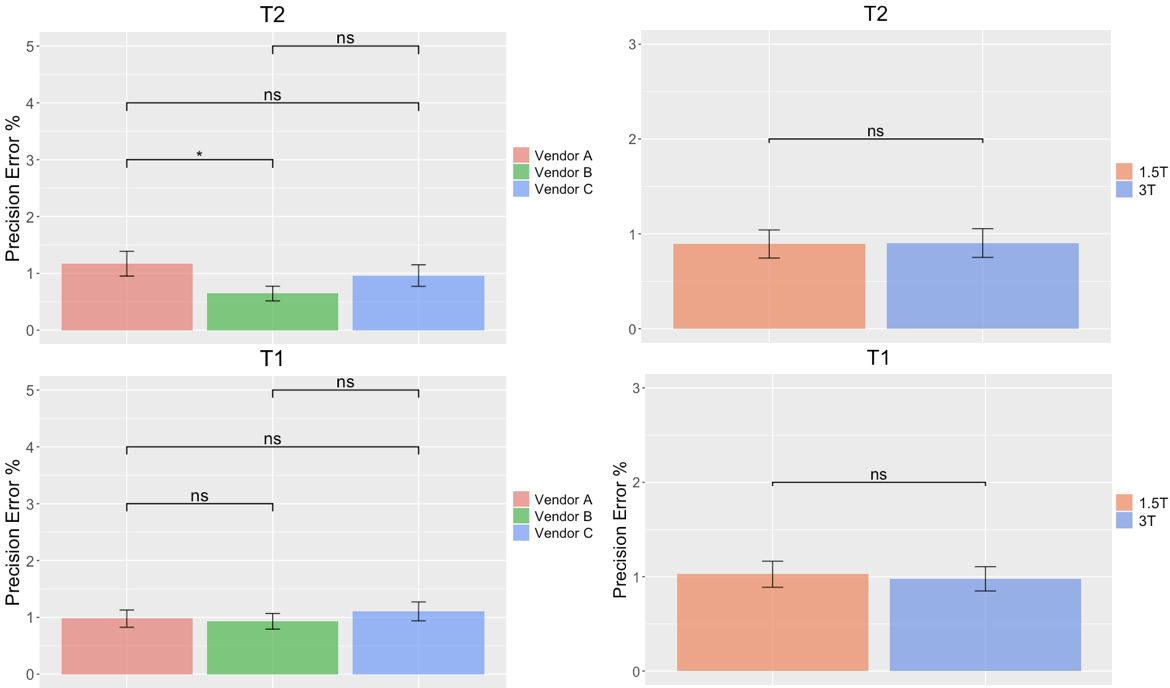 T2
Precision Error %
5
4
3
2
1
0
ns
ns
*
Vendor A
Vendor B
Vendor C
T2
3
2
1
0
ns
1.5T
3T
T1
Precision Error %
5
4
3
2
1
0
ns
ns
ns
Vendor A
Vendor B
Vendor C
T1
Precision Error %
3
2
1
0
ns
1.5T
3T